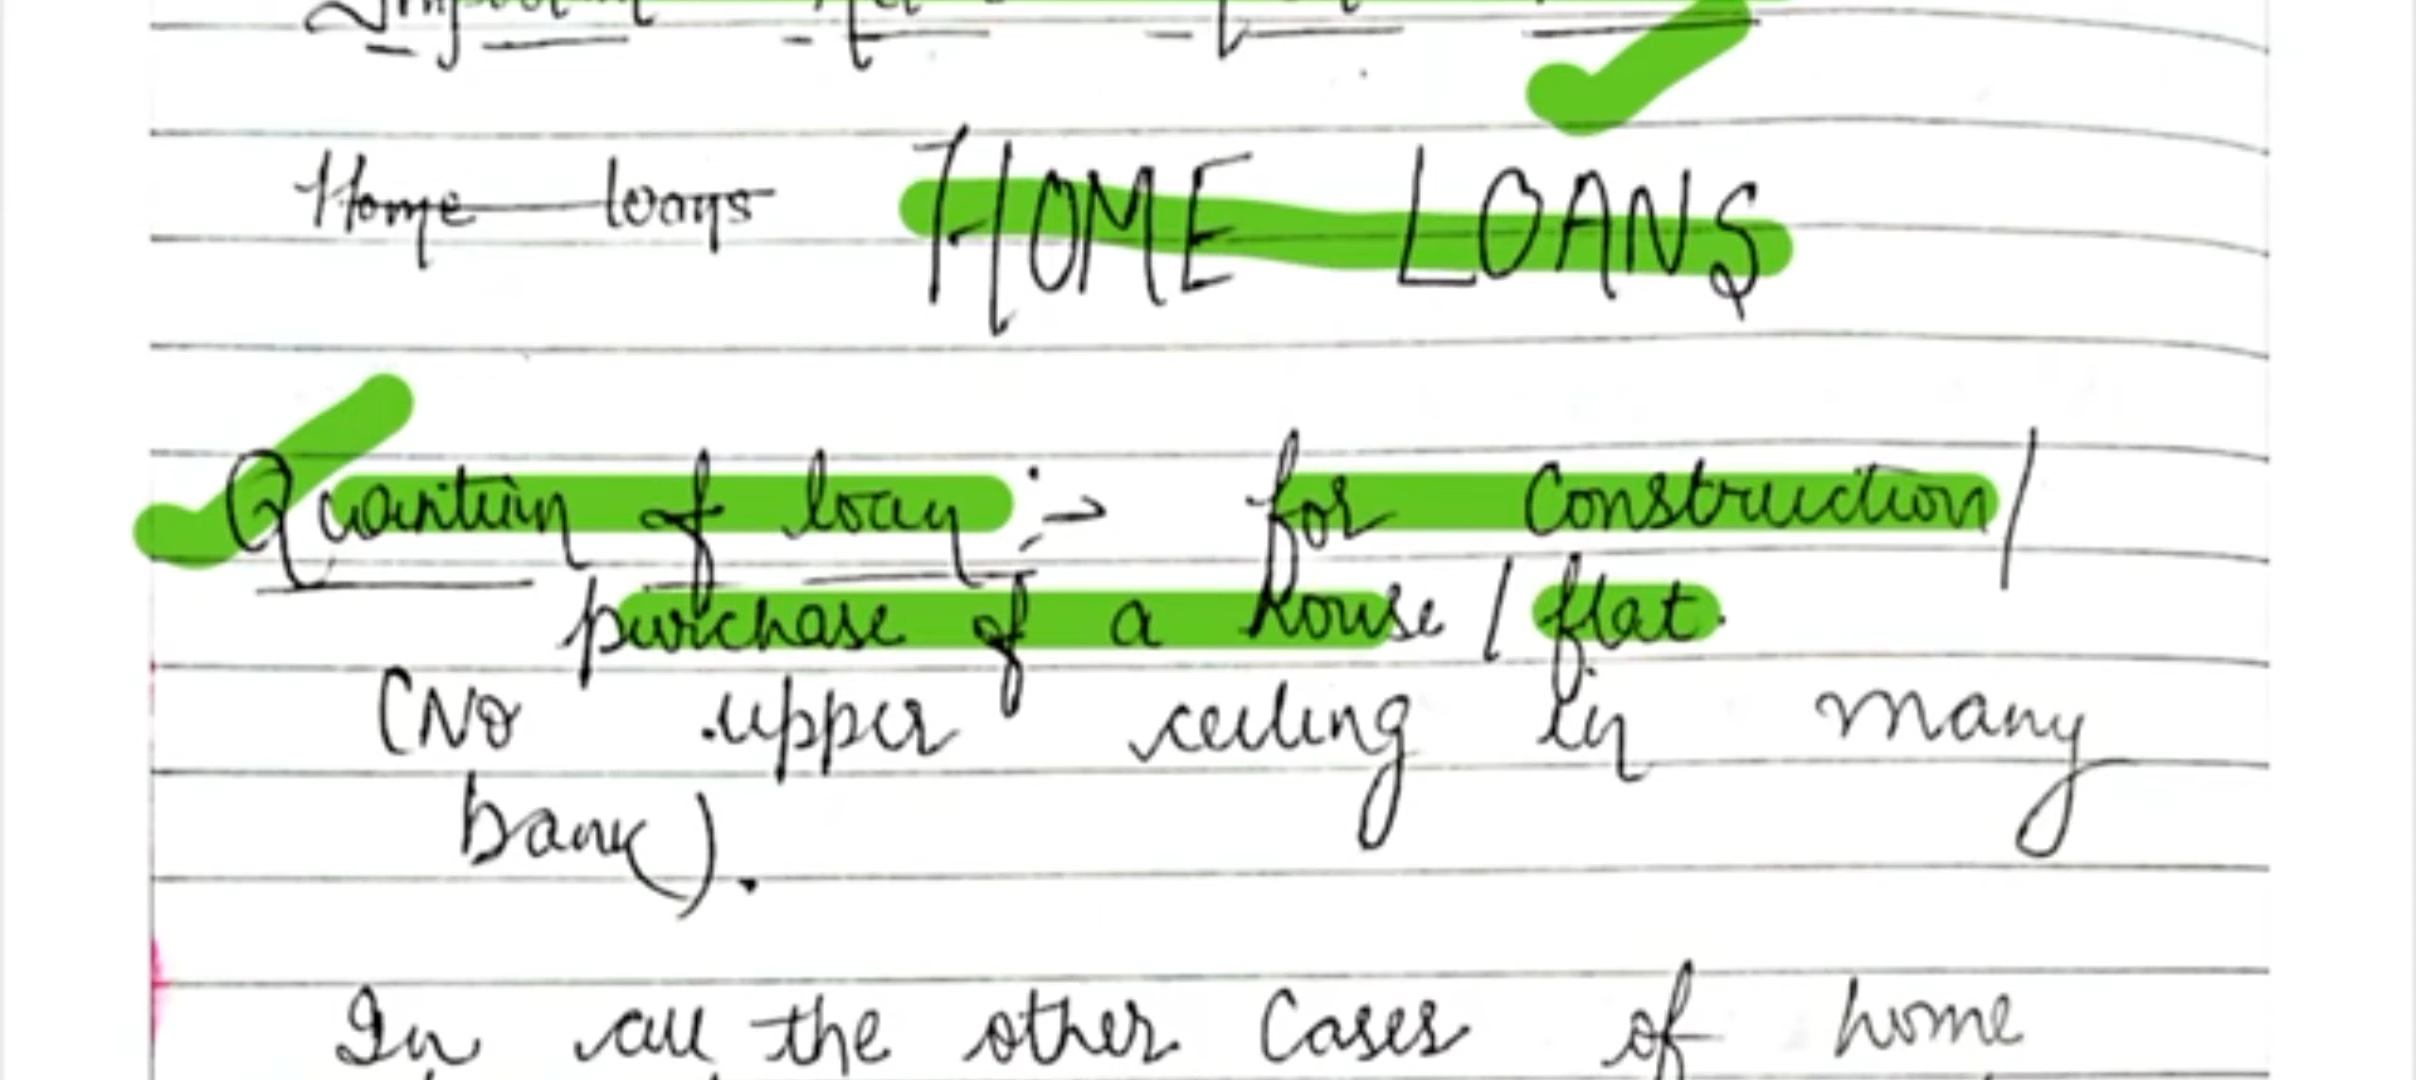 Home loans HOME LOANS
Quantum of loan :→ for Construction/
purchase of a house / flat.
(No upper ceiling in many
bank).
In all the other Cases of home